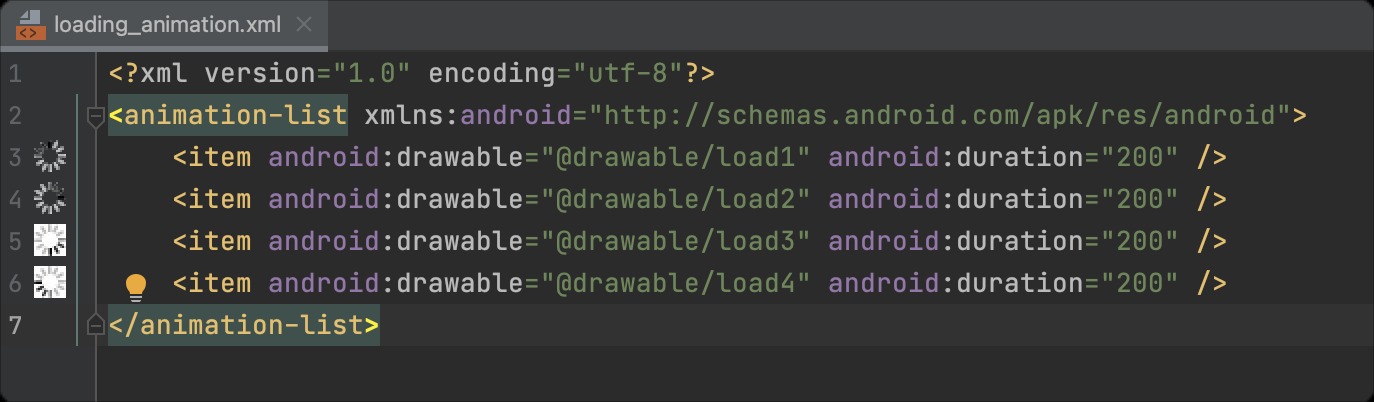 loading_animation.xml
1 <?xml version="1.0" encoding="utf-8"?>
2 <animation-list xmlns:android="http://schemas.android.com/apk/res/android">
3     <item android:drawable="@drawable/load1" android:duration="200" />
4     <item android:drawable="@drawable/load2" android:duration="200" />
5     <item android:drawable="@drawable/load3" android:duration="200" />
6     <item android:drawable="@drawable/load4" android:duration="200" />
7 </animation-list>